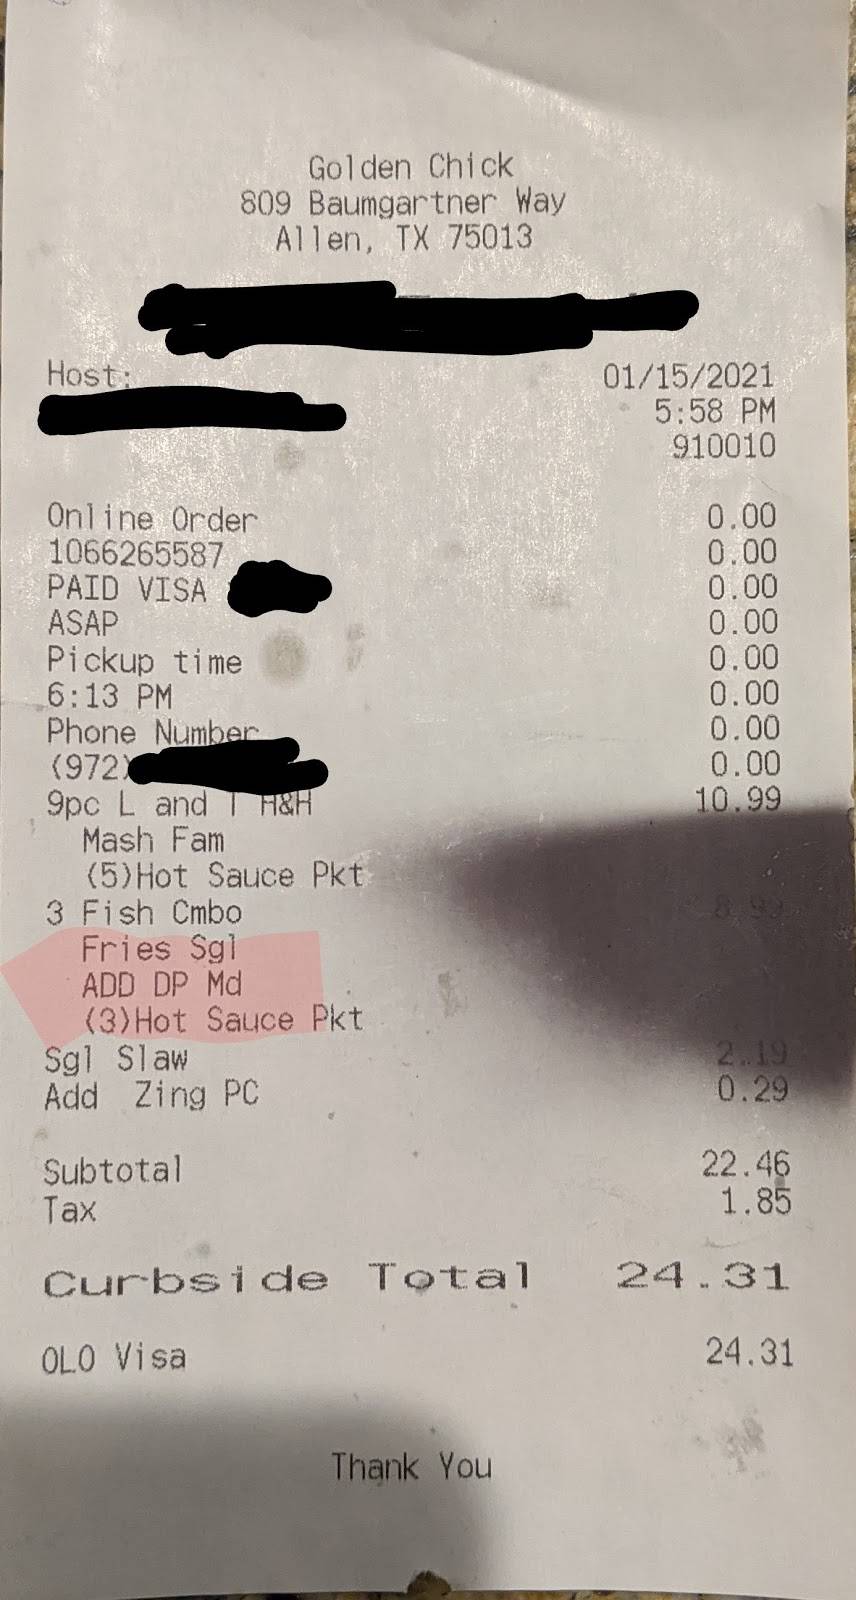 Golden Chick
809 Baumgartner Way
Allen, TX 75013
Host:
01/15/2021
5:58 PM
910010
Online Order 0.00
1066265587 0.00
PAID VISA 0.00
ASAP 0.00
Pickup time 0.00
6:13 PM 0.00
Phone Number 0.00
(972) 0.00
9pc L and T H&H 10.99
Mash Fam
(5)Hot Sauce Pkt
3 Fish Cmbo 8.99
Fries Sgl
ADD DP Md
(3)Hot Sauce Pkt
Sgl Slaw 2.19
Add Zing PC 0.29
Subtotal 22.46
Tax 1.85
Curbside Total 24.31
OLO Visa 24.31
Thank You